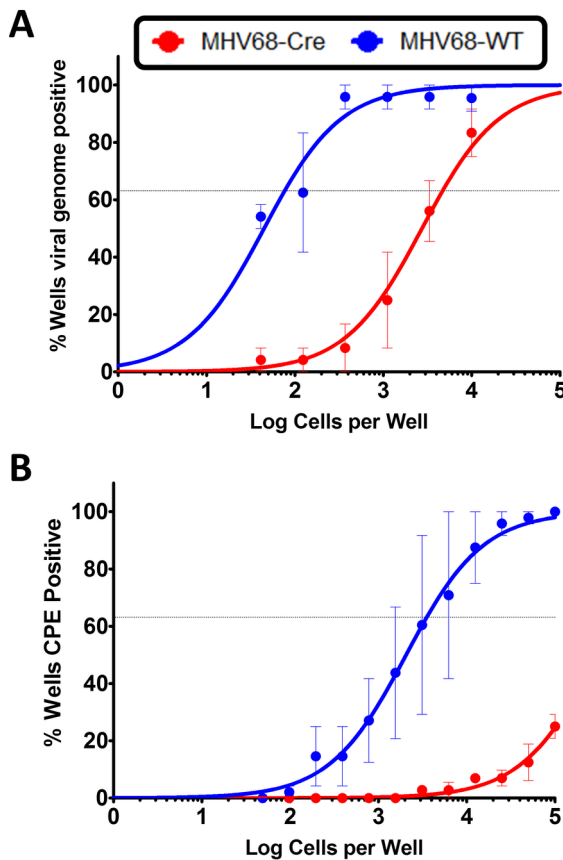 A
MHV68-Cre MHV68-WT
% Wells viral genome positive
100
80
60
40
20
0
0 1 2 3 4 5
Log Cells per Well
B
% Wells CPE Positive
100
80
60
40
20
0
0 1 2 3 4 5
Log Cells per Well